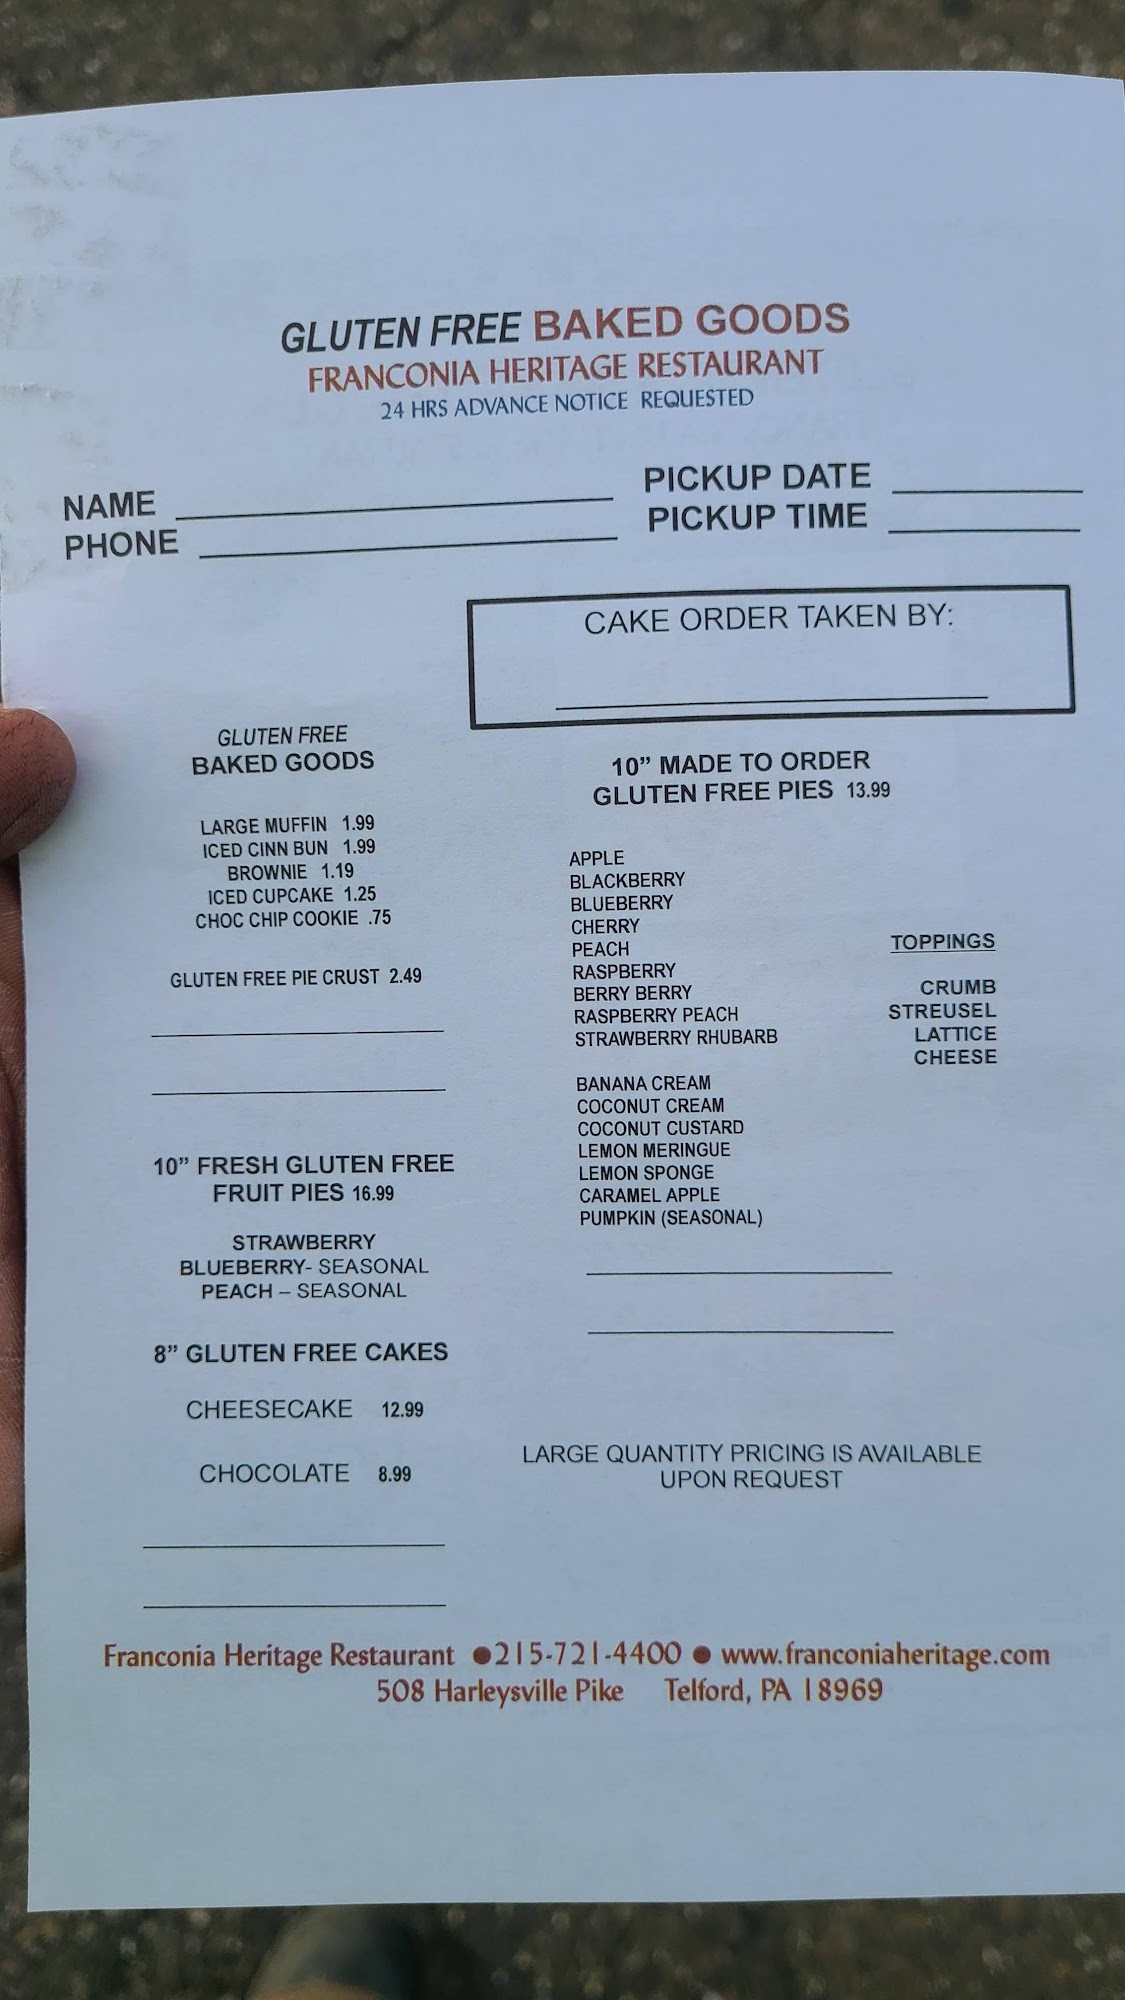 GLUTEN FREE BAKED GOODS
FRANCONIA HERITAGE RESTAURANT
24 HRS ADVANCE NOTICE REQUESTED
NAME
PHONE
PICKUP DATE
PICKUP TIME
CAKE ORDER TAKEN BY:
GLUTEN FREE
BAKED GOODS
LARGE MUFFIN 1.99
ICED CINN BUN 1.99
BROWNIE 1.19
ICED CUPCAKE 1.25
CHOC CHIP COOKIE .75
GLUTEN FREE PIE CRUST 2.49
10” FRESH GLUTEN FREE
FRUIT PIES 16.99
STRAWBERRY
BLUEBERRY- SEASONAL
PEACH – SEASONAL
8” GLUTEN FREE CAKES
CHEESECAKE 12.99
CHOCOLATE 8.99
10” MADE TO ORDER
GLUTEN FREE PIES 13.99
APPLE
BLACKBERRY
BLUEBERRY
CHERRY
PEACH
RASPBERRY
BERRY BERRY
RASPBERRY PEACH
STRAWBERRY RHUBARB
BANANA CREAM
COCONUT CREAM
COCONUT CUSTARD
LEMON MERINGUE
LEMON SPONGE
CARAMEL APPLE
PUMPKIN (SEASONAL)
TOPPINGS
CRUMB
STREUSEL
LATTICE
CHEESE
LARGE QUANTITY PRICING IS AVAILABLE
UPON REQUEST
Franconia Heritage Restaurant ●215-721-4400 ● www.franconiaheritage.com
508 Harleysville Pike Telford, PA 18969